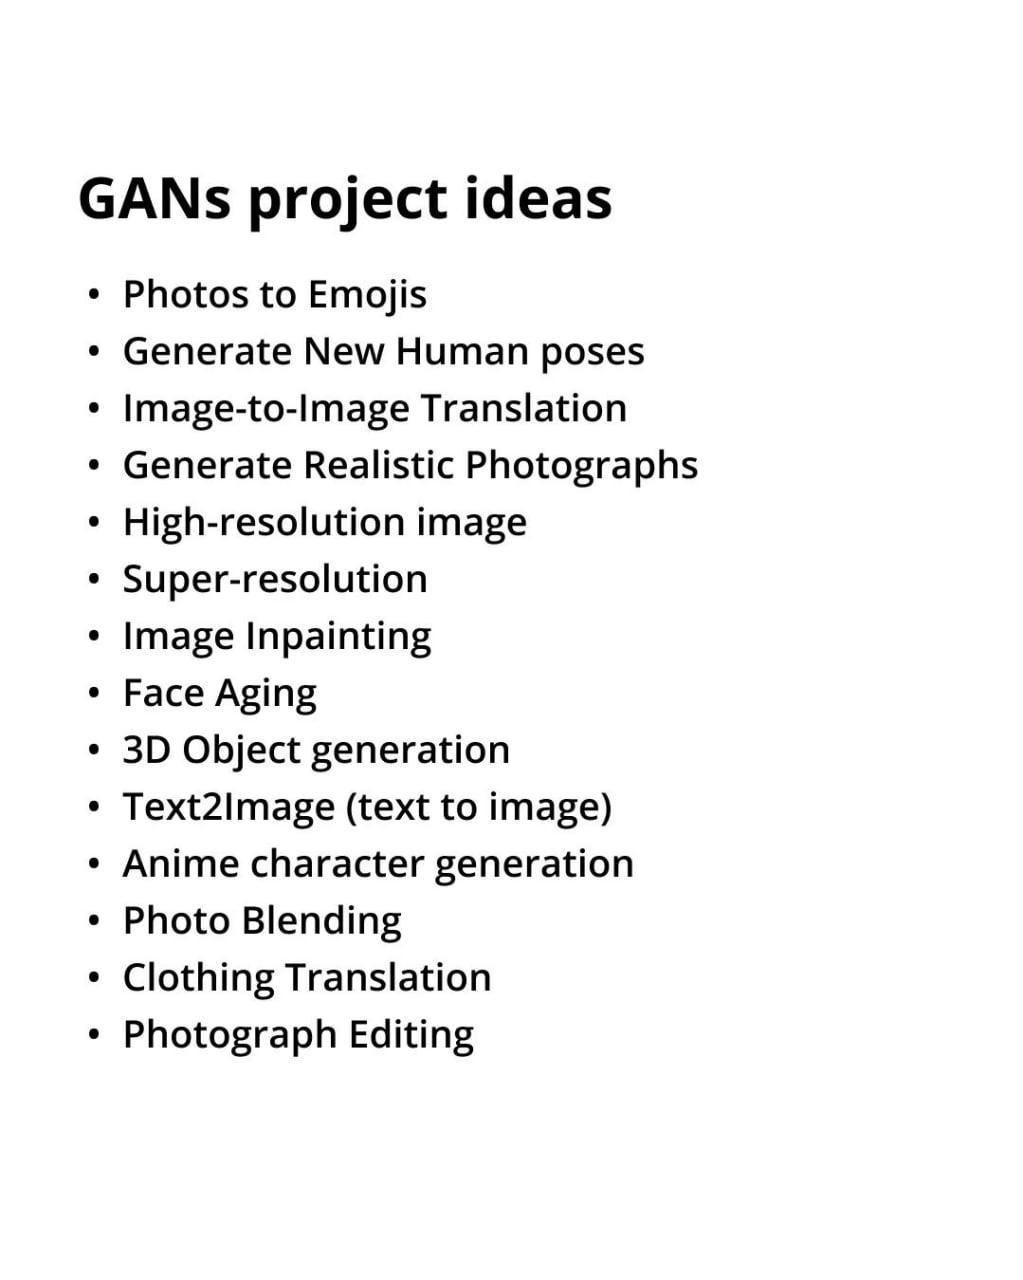 GANs project ideas
• Photos to Emojis
• Generate New Human poses
• Image-to-Image Translation
• Generate Realistic Photographs
• High-resolution image
• Super-resolution
• Image Inpainting
• Face Aging
• 3D Object generation
• Text2Image (text to image)
• Anime character generation
• Photo Blending
• Clothing Translation
• Photograph Editing